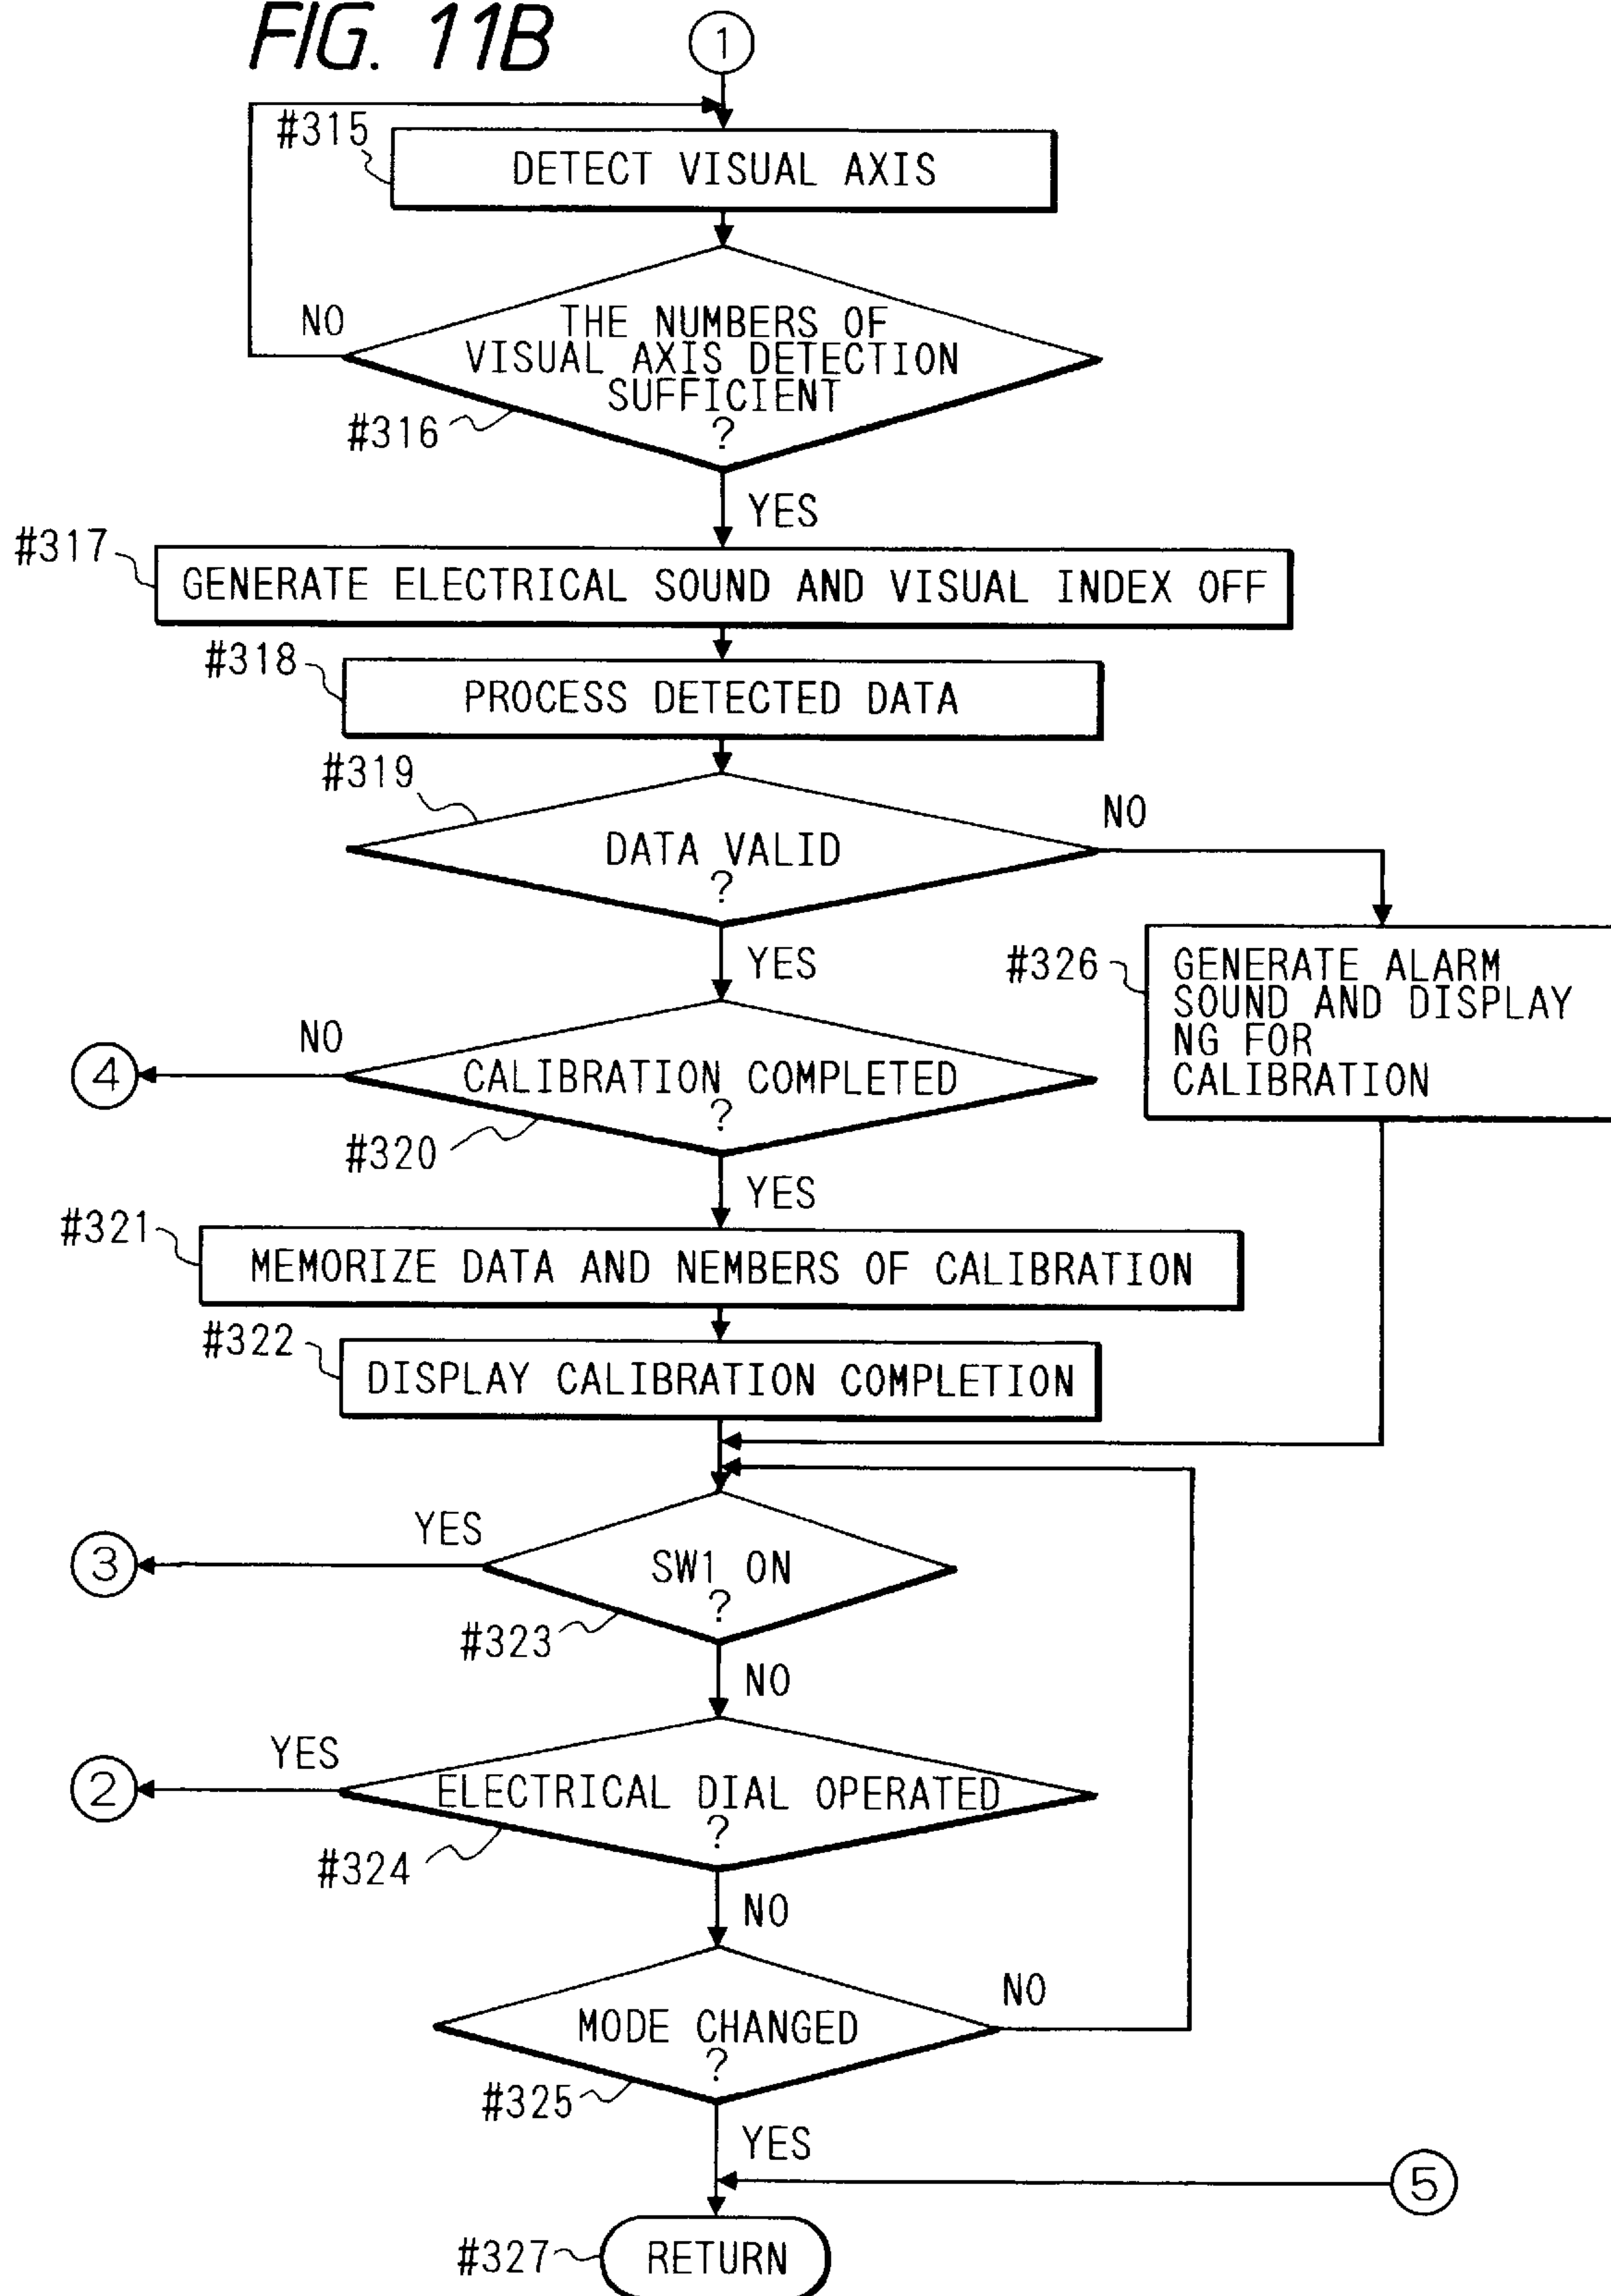 FIG. 11B
1
#315
DETECT VISUAL AXIS
NO
THE NUMBERS OF
VISUAL AXIS DETECTION
SUFFICIENT
?
#316
YES
#317
GENERATE ELECTRICAL SOUND AND VISUAL INDEX OFF
#318
PROCESS DETECTED DATA
#319
NO
DATA VALID
?
YES
#326
GENERATE ALARM
SOUND AND DISPLAY
NG FOR
CALIBRATION
NO
4
CALIBRATION COMPLETED
?
#320
YES
#321
MEMORIZE DATA AND NEMBERS OF CALIBRATION
#322
DISPLAY CALIBRATION COMPLETION
YES
3
SW1 ON
?
#323
NO
YES
2
ELECTRICAL DIAL OPERATED
?
#324
NO
NO
MODE CHANGED
?
#325
YES
5
#327
RETURN